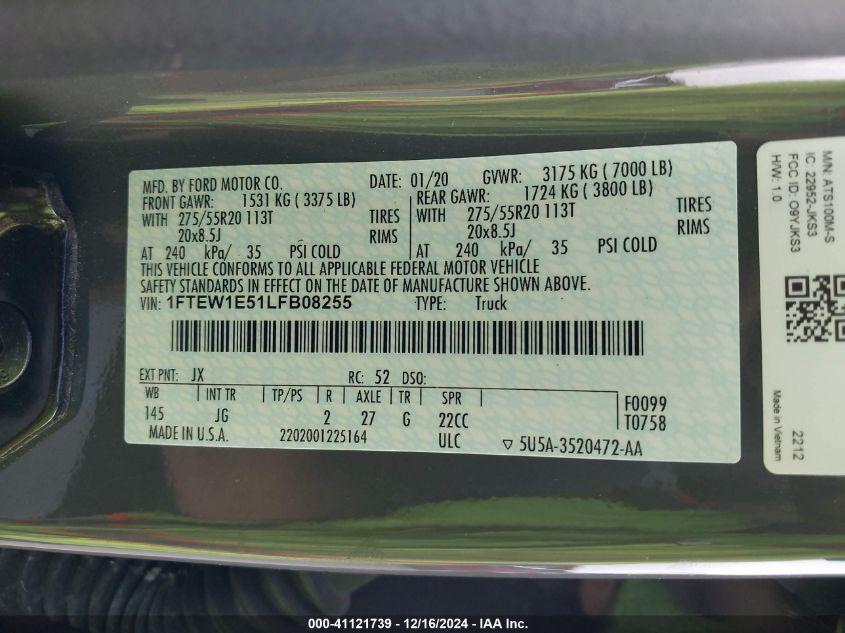 MFD. BY FORD MOTOR CO. DATE: 01/20 GVWR: 3175 KG ( 7000 LB)
FRONT GAWR: 1531 KG ( 3375 LB) REAR GAWR: 1724 KG ( 3800 LB)
WITH 275/55R20 113T TIRES WITH 275/55R20 113T TIRES
20x8.5J RIMS 20x8.5J RIMS
AT 240 kPa/ 35 PSI COLD AT 240 kPa/ 35 PSI COLD
THIS VEHICLE CONFORMS TO ALL APPLICABLE FEDERAL MOTOR VEHICLE
SAFETY STANDARDS IN EFFECT ON THE DATE OF MANUFACTURE SHOWN ABOVE.
VIN: 1FTEW1E51LFB08255 TYPE: Truck
EXT PNT: JX RC: 52 DSO:
WB INT TR TP/PS R AXLE TR SPR
145 JG 2 27 G 22CC
F0099
T0758
MADE IN U.S.A. 2202001225164 ULC ▽ 5U5A-3520472-AA
M/N: ATS100M-S
IC: 22952-JKS3
FCC ID: O9YJKS3
H/W: 1.0
Made in Vietnam
2212
000-41121739 - 12/16/2024 - IAA Inc.